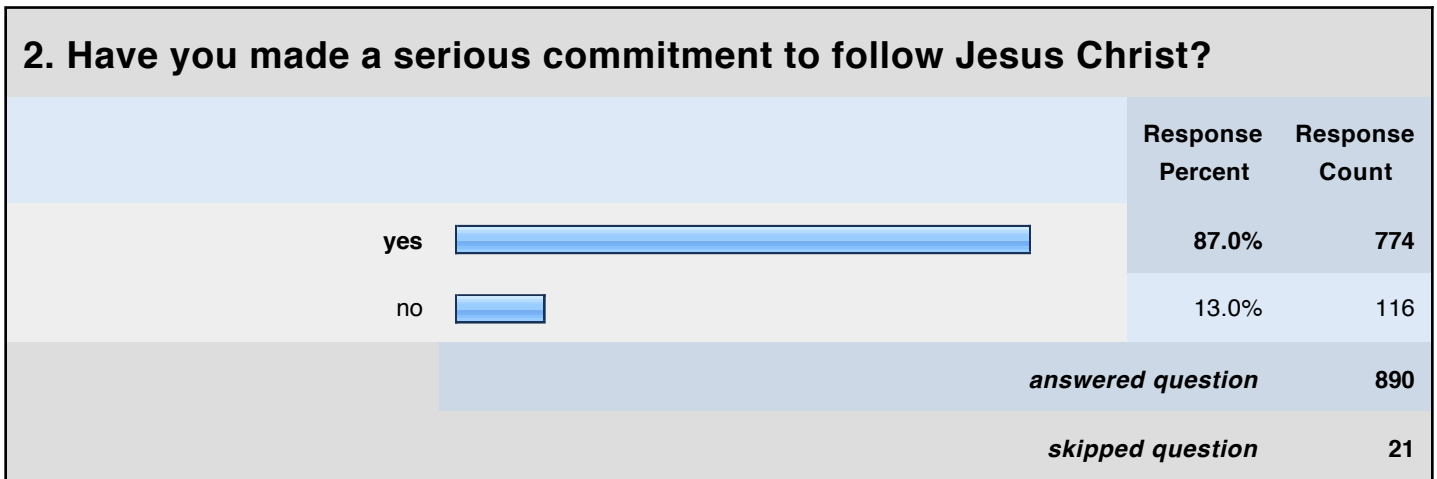 2. Have you made a serious commitment to follow Jesus Christ?
Response Percent
Response Count
yes 87.0% 774
no 13.0% 116
answered question 890
skipped question 21